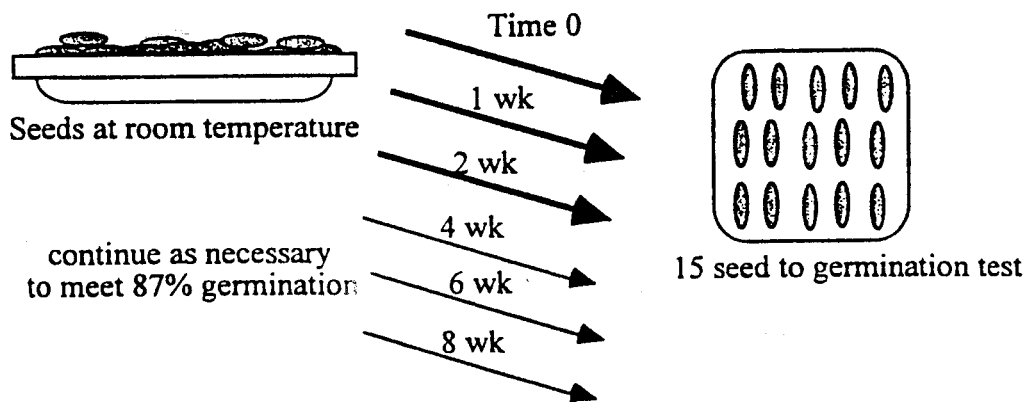 Time 0
1 wk
Seeds at room temperature
2 wk
4 wk
continue as necessary
to meet 87% germination
15 seed to germination test
6 wk
8 wk